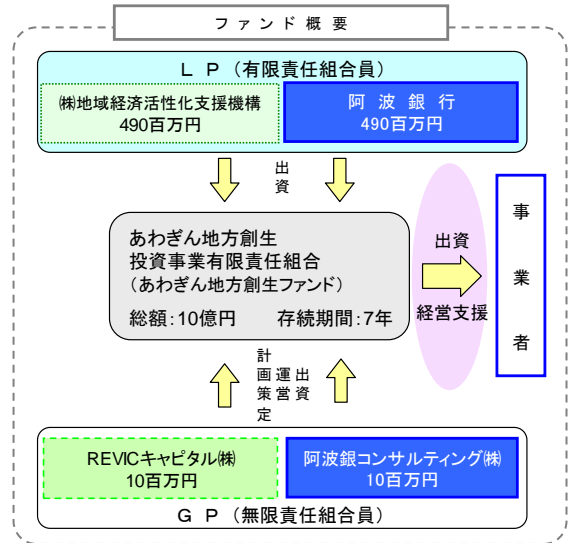 ファンド概要
LP(有限責任組合員)
㈱地域経済活性化支援機構
490百万円
阿波銀行
490百万円
出資
あわぎん地方創生
投資事業有限責任組合
(あわぎん地方創生ファンド)
総額:10億円 存続期間:7年
出資
経営支援
事業者
計画策定
運営
出資
REVICキャピタル㈱
10百万円
阿波銀コンサルティング㈱
10百万円
GP(無限責任組合員)